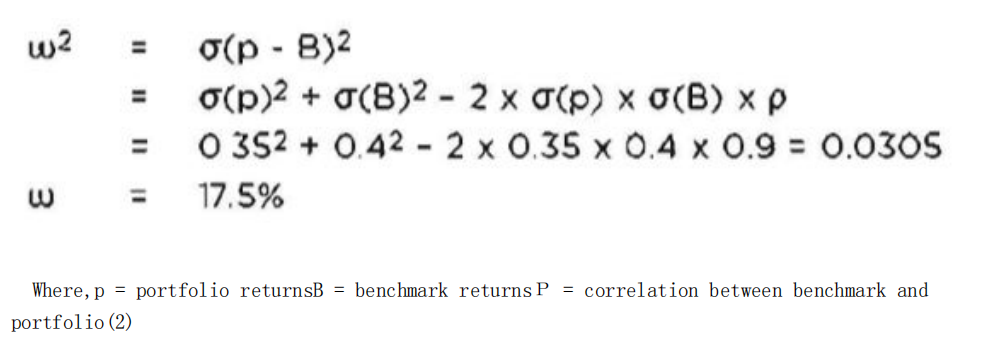 ω² = σ(p - B)²
= σ(p)² + σ(B)² - 2 x σ(p) x σ(B) x ρ
= 0 35² + 0.4² - 2 x 0.35 x 0.4 x 0.9 = 0.0305
ω = 17.5%
Where,p = portfolio returnsB = benchmark returnsP = correlation between benchmark and
portfolio(2)